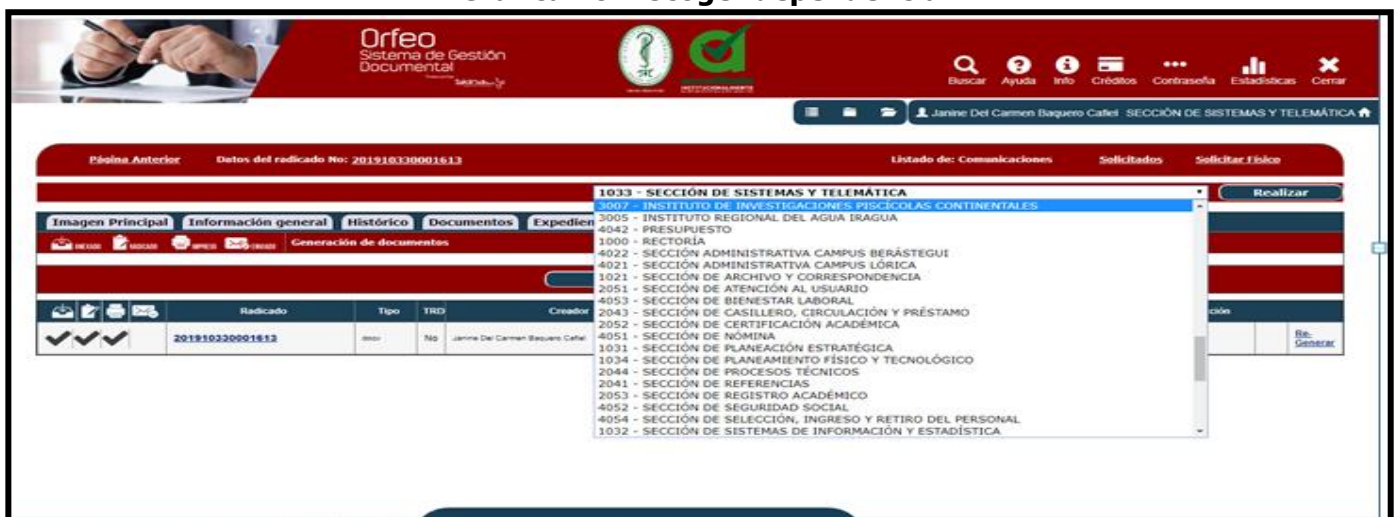 Orfeo
Sistema de Gestión
Documental
Buscar Ayuda Info Créditos Contraseña Estadísticas Cerrar
Janine Del Carmen Baquero Cafiel SECCIÓN DE SISTEMAS Y TELEMÁTICA
Página Anterior Datos del radicado No: 201910330001613 Listado de: Comunicaciones Solicitados Solicitar Físico
1033 - SECCIÓN DE SISTEMAS Y TELEMÁTICA Realizar
3007 - INSTITUTO DE INVESTIGACIONES PISCÍCOLAS CONTINENTALES
Imagen Principal Información general Histórico Documentos Expedien
3005 - INSTITUTO REGIONAL DEL AGUA IRAGUA
4042 - PRESUPUESTO
Generación de documentos
1000 - RECTORÍA
4022 - SECCIÓN ADMINISTRATIVA CAMPUS BERÁSTEGUI
4021 - SECCIÓN ADMINISTRATIVA CAMPUS LÓRICA
1021 - SECCIÓN DE ARCHIVO Y CORRESPONDENCIA
2051 - SECCIÓN DE ATENCIÓN AL USUARIO
4053 - SECCIÓN DE BIENESTAR LABORAL
Radicado Tipo TRD Creador
2043 - SECCIÓN DE CASILLERO, CIRCULACIÓN Y PRÉSTAMO
ción
2052 - SECCIÓN DE CERTIFICACIÓN ACADÉMICA
201910330001613 No Janine Del Carmen Baquero Cafiel
4051 - SECCIÓN DE NÓMINA
Re-
Generar
1031 - SECCIÓN DE PLANEACIÓN ESTRATÉGICA
1034 - SECCIÓN DE PLANEAMIENTO FÍSICO Y TECNOLÓGICO
2044 - SECCIÓN DE PROCESOS TÉCNICOS
2041 - SECCIÓN DE REFERENCIAS
2053 - SECCIÓN DE REGISTRO ACADÉMICO
4052 - SECCIÓN DE SEGURIDAD SOCIAL
4054 - SECCIÓN DE SELECCIÓN, INGRESO Y RETIRO DEL PERSONAL
1032 - SECCIÓN DE SISTEMAS DE INFORMACIÓN Y ESTADÍSTICA